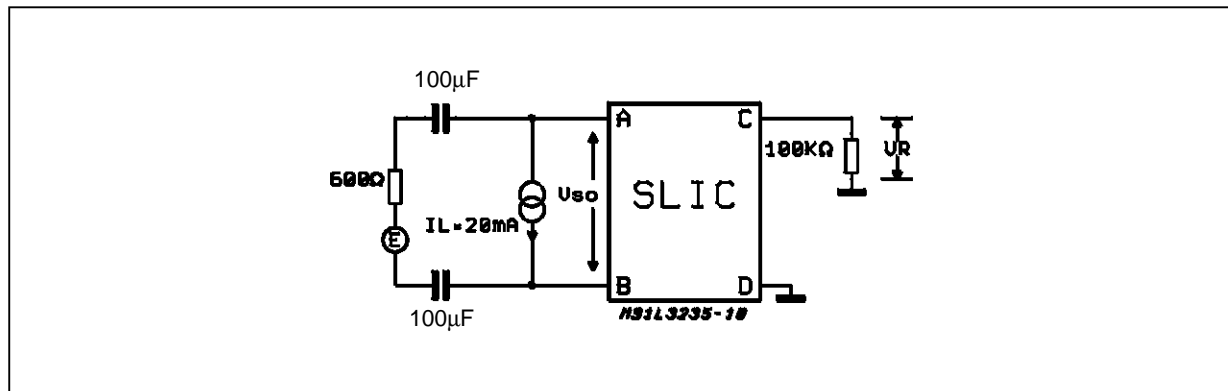 100μF
A
C
600Ω
E
IL=20mA
Vso
SLIC
100KΩ
VR
B
D
100μF
M91L3235-10